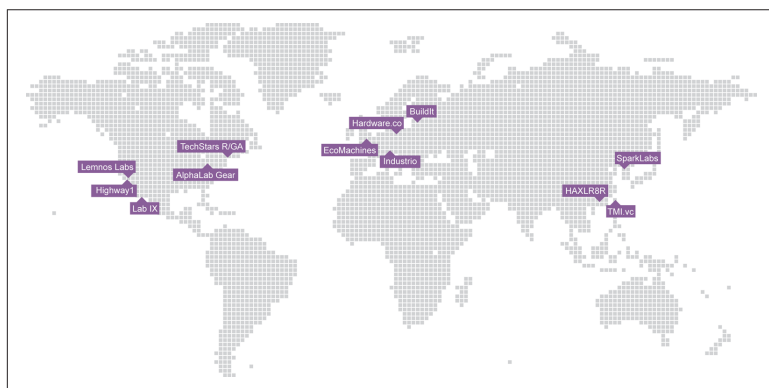 BuildIt
Hardware.co
TechStars R/GA
EcoMachines
Industrio
SparkLabs
Lemnos Labs
AlphaLab Gear
Highway1
HAXLR8R
Lab IX
TMI.vc